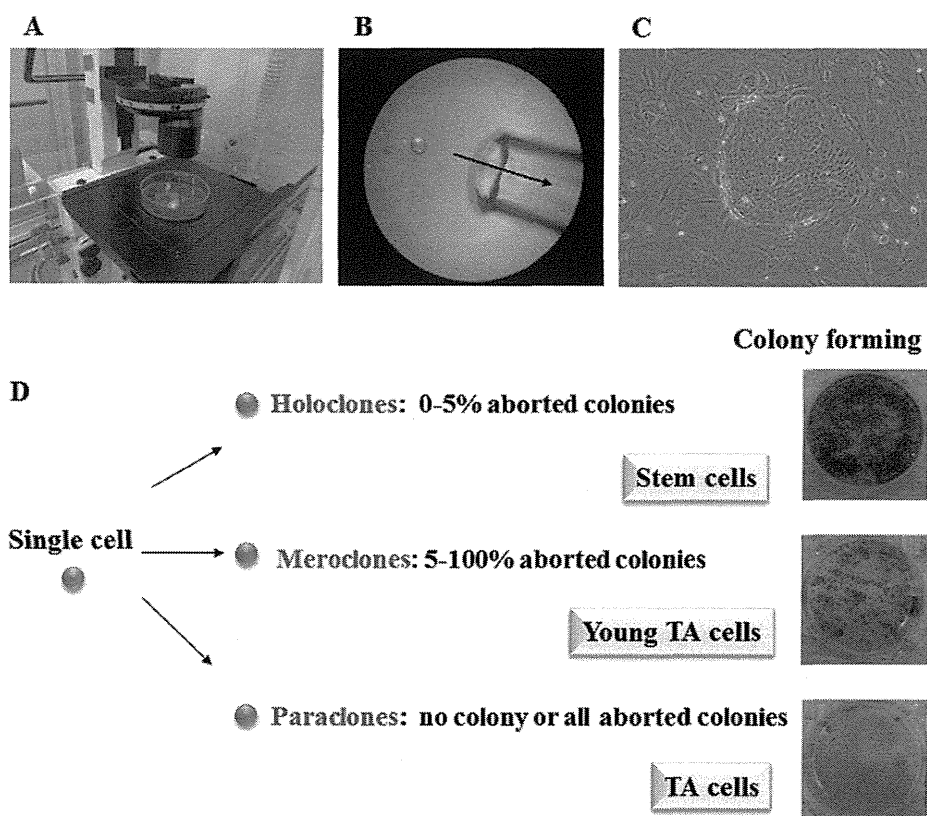 A
B
C
Colony forming
D
Holoclones: 0-5% aborted colonies
Stem cells
Single cell
Meroclones: 5-100% aborted colonies
Young TA cells
Paraclones: no colony or all aborted colonies
TA cells